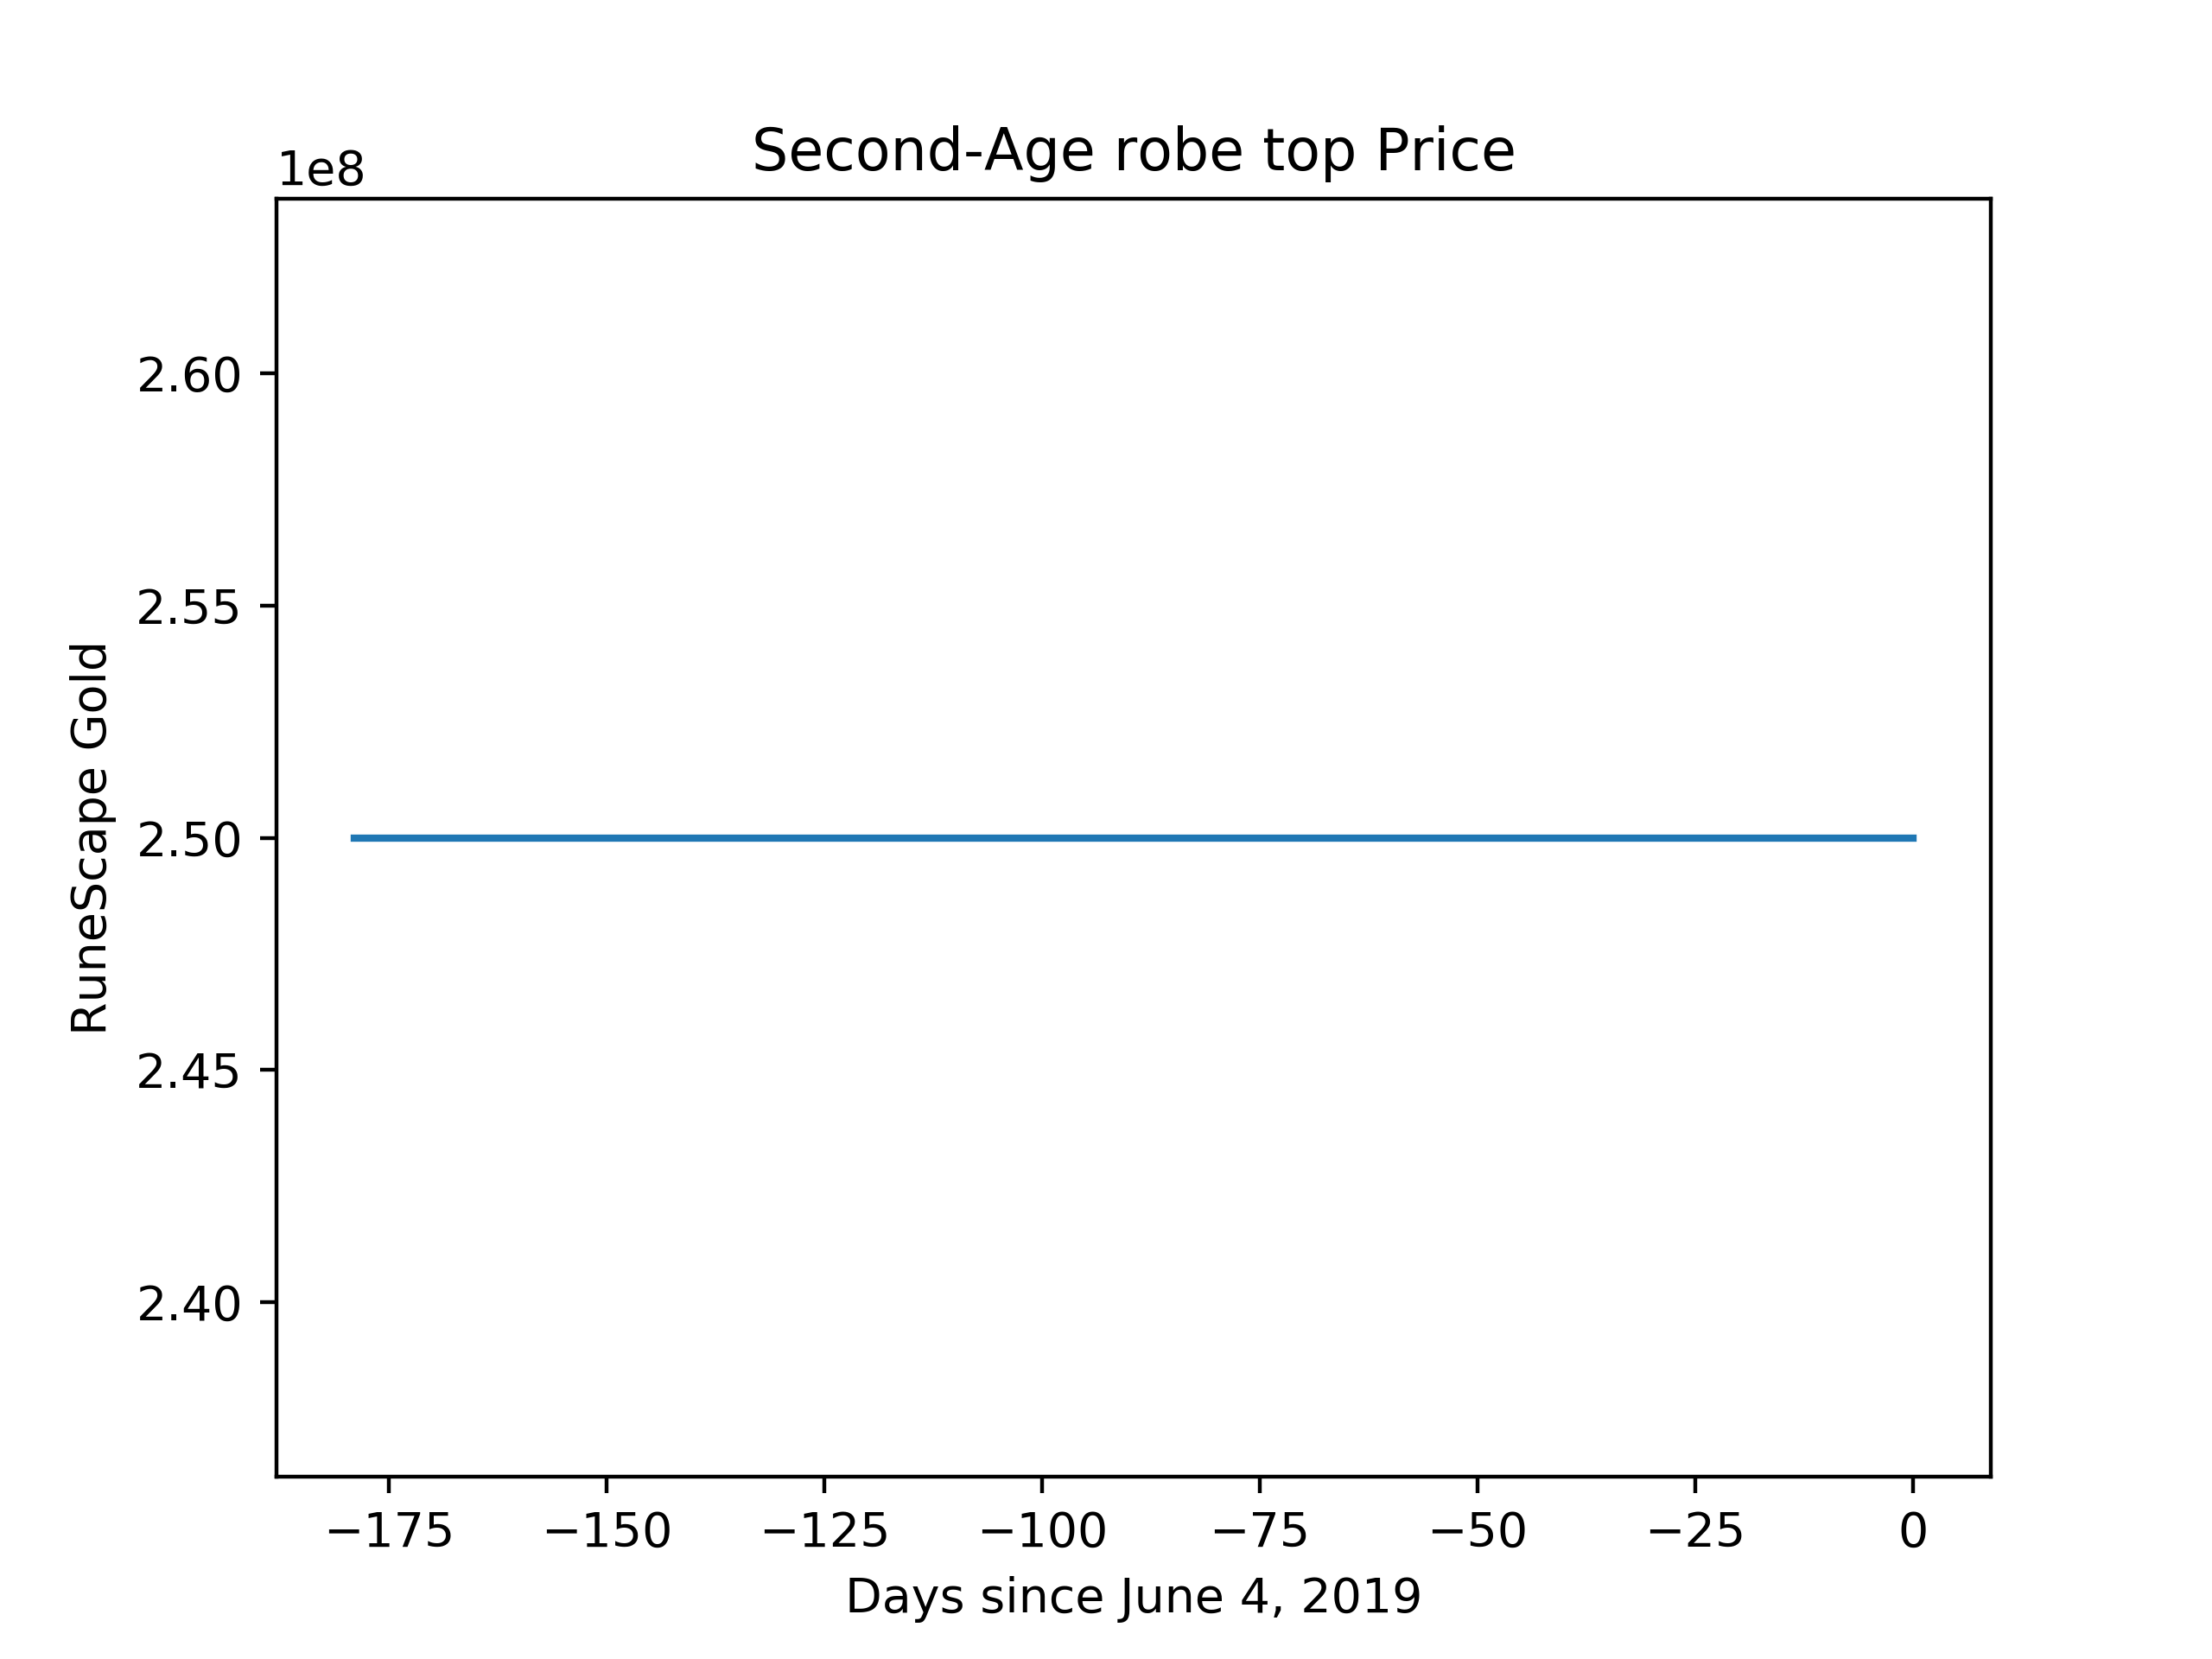 Second-Age robe top Price
1e8
2.60
2.55
2.50
2.45
2.40
RuneScape Gold
−175 −150 −125 −100 −75 −50 −25 0
Days since June 4, 2019